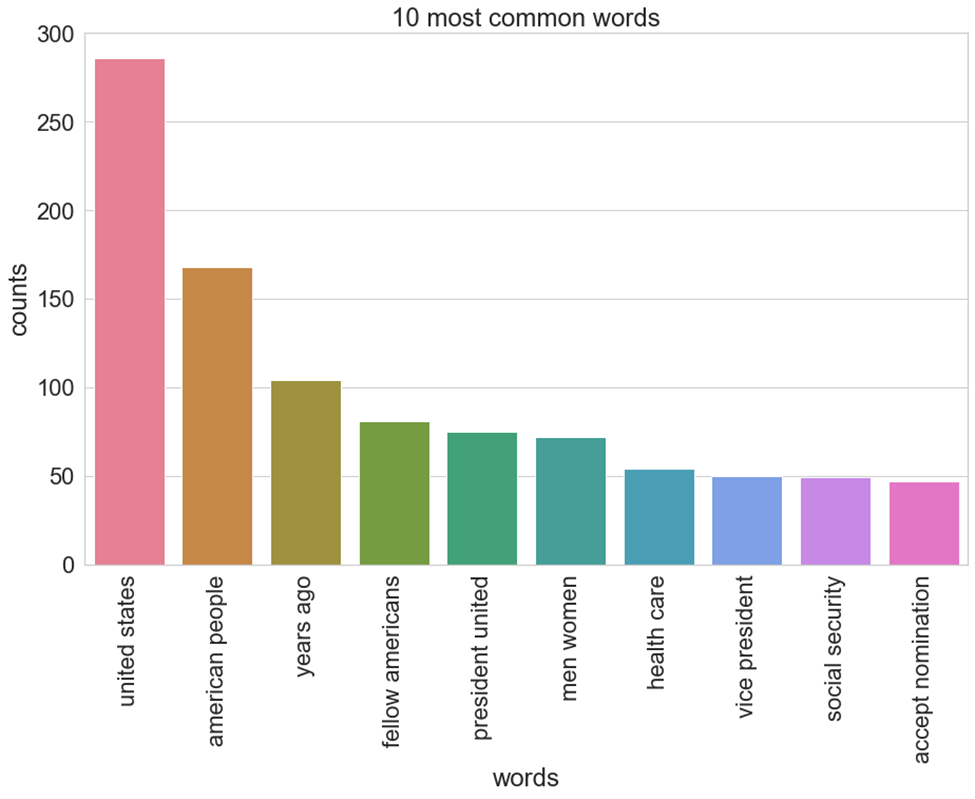 10 most common words
300
250
200
150
100
50
0
counts
united states
american people
years ago
fellow americans
president united
men women
health care
vice president
social security
accept nomination
words